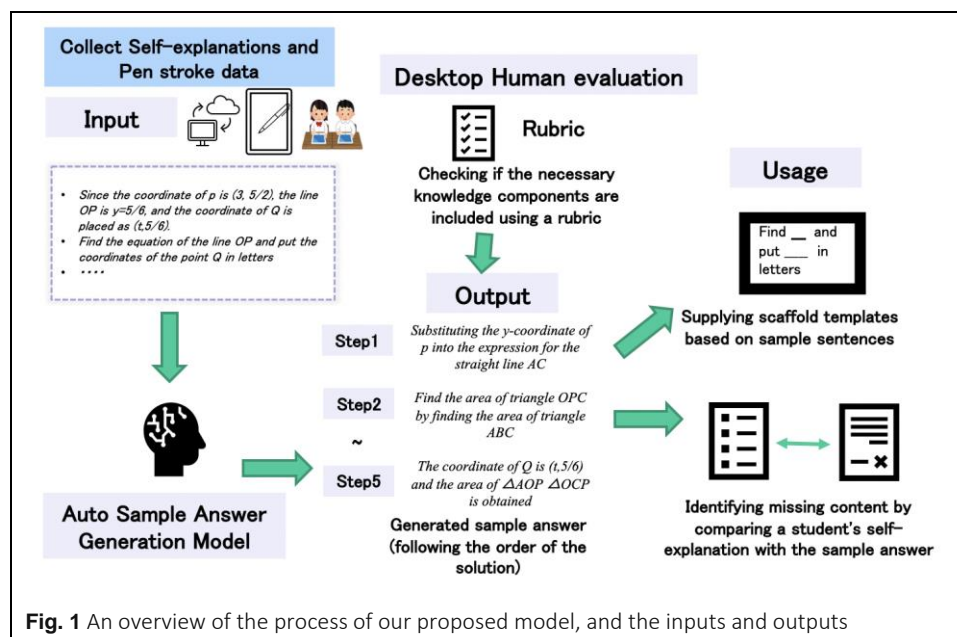 Collect Self-explanations and
Pen stroke data
Input
• Since the coordinate of p is (3, 5/2), the line
OP is y=5/6, and the coordinate of Q is
placed as (t,5/6).
• Find the equation of the line OP and put the
coordinates of the point Q in letters
• ····
Auto Sample Answer
Generation Model
Desktop Human evaluation
Rubric
Checking if the necessary
knowledge components are
included using a rubric
Output
Step1
Substituting the y-coordinate of
p into the expression for the
straight line AC
Step2
Find the area of triangle OPC
by finding the area of triangle
ABC
~
Step5
The coordinate of Q is (t,5/6)
and the area of △AOP △OCP
is obtained
Generated sample answer
(following the order of the
solution)
Usage
Find __ and
put ___ in
letters
Supplying scaffold templates
based on sample sentences
Identifying missing content by
comparing a student's self-
explanation with the sample answer
Fig. 1 An overview of the process of our proposed model, and the inputs and outputs